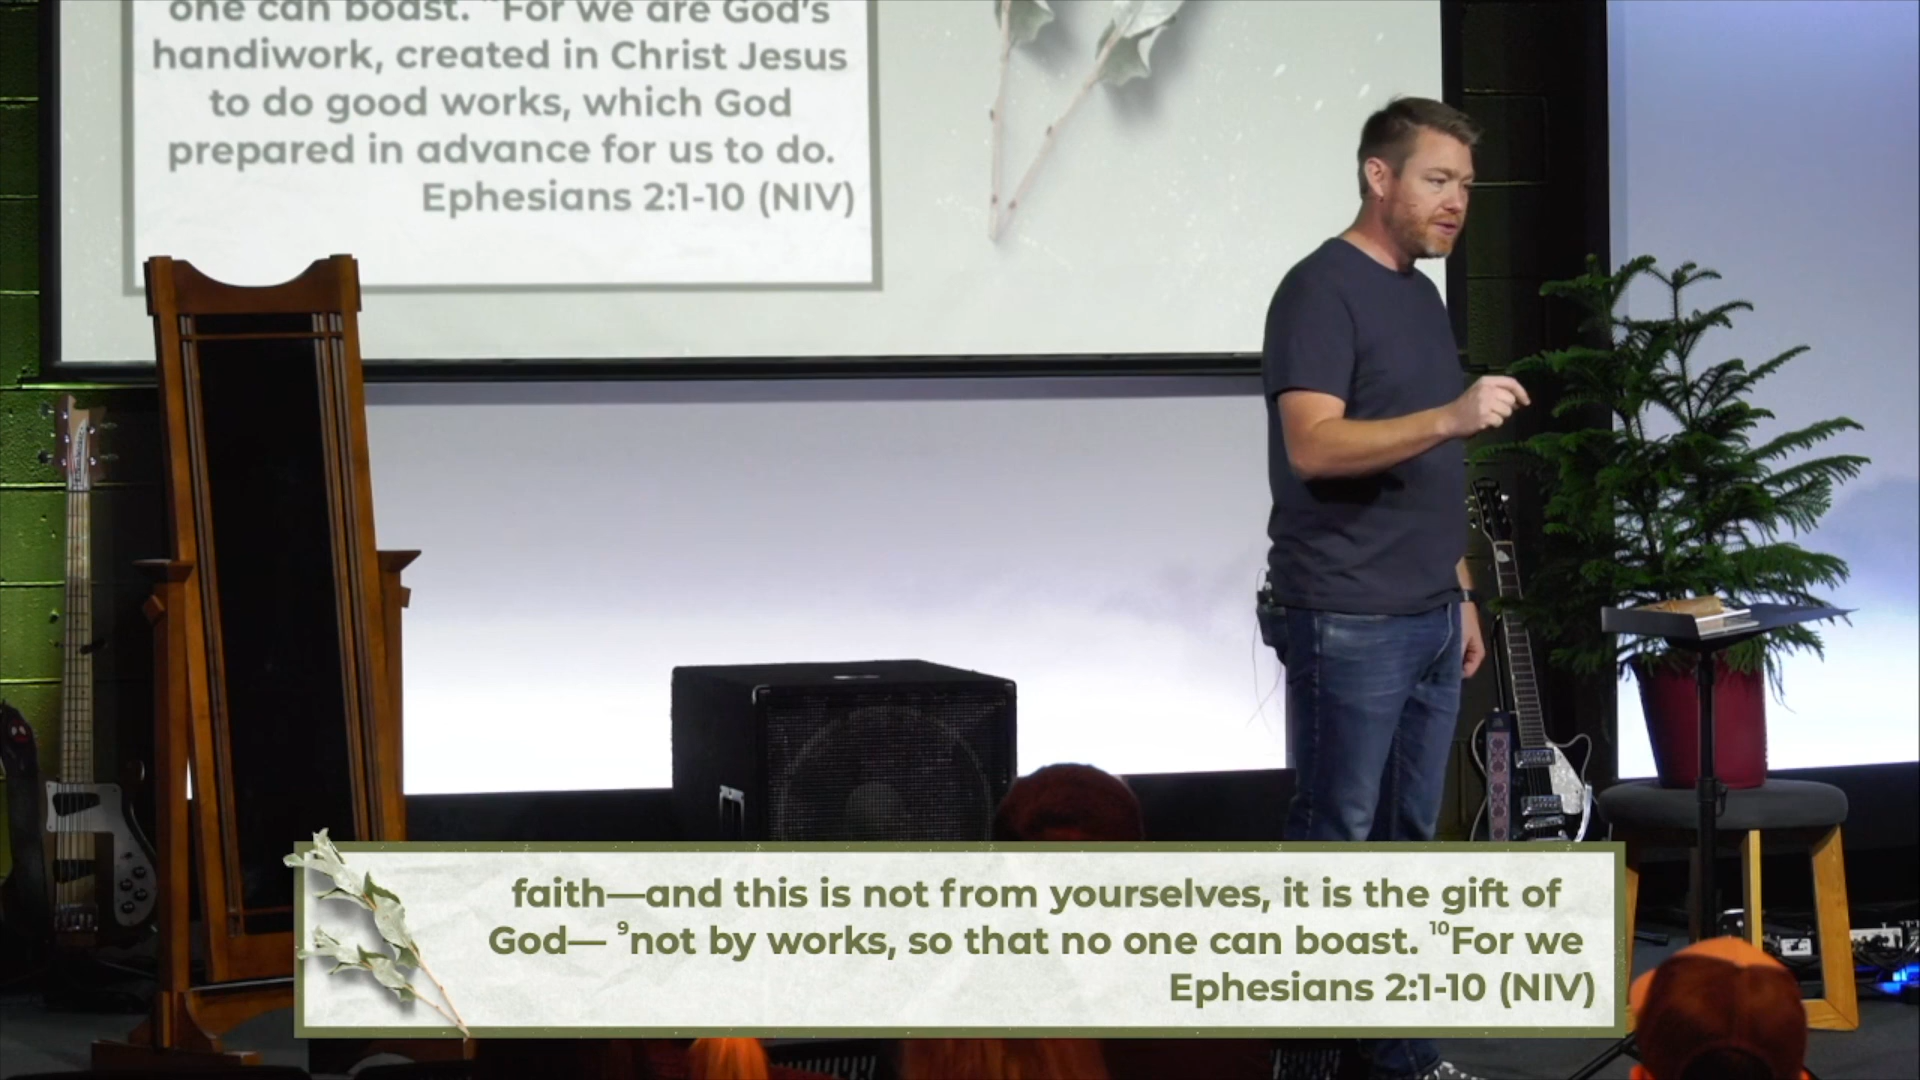 one can boast. ¹⁰For we are God's
handiwork, created in Christ Jesus
to do good works, which God
prepared in advance for us to do.
Ephesians 2:1-10 (NIV)
faith—and this is not from yourselves, it is the gift of
God— ⁹not by works, so that no one can boast. ¹⁰For we
Ephesians 2:1-10 (NIV)